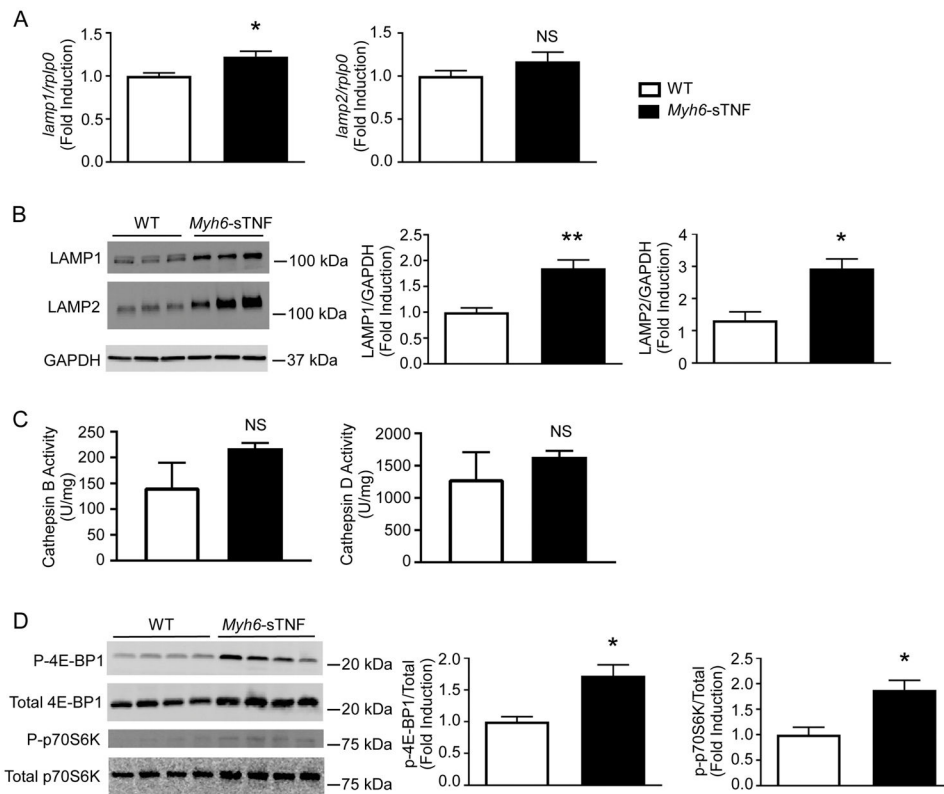 A
lamp1/rplp0
(Fold Induction)
1.5
1.0
0.5
0.0
*
lamp2/rplp0
(Fold Induction)
1.5
1.0
0.5
0.0
NS
WT
Myh6-sTNF
B
WT Myh6-sTNF
LAMP1
100 kDa
LAMP2
100 kDa
GAPDH
37 kDa
LAMP1/GAPDH
(Fold Induction)
2.5
2.0
1.5
1.0
0.5
0.0
**
LAMP2/GAPDH
(Fold Induction)
4
3
2
1
0
*
C
Cathepsin B Activity
(U/mg)
250
200
150
100
50
0
NS
Cathepsin D Activity
(U/mg)
2000
1500
1000
500
0
NS
D
WT Myh6-sTNF
P-4E-BP1
20 kDa
Total 4E-BP1
20 kDa
P-p70S6K
75 kDa
Total p70S6K
75 kDa
p-4E-BP1/Total
(Fold Induction)
2.0
1.5
1.0
0.5
0.0
*
p-p70S6K/Total
(Fold Induction)
2.5
2.0
1.5
1.0
0.5
0.0
*